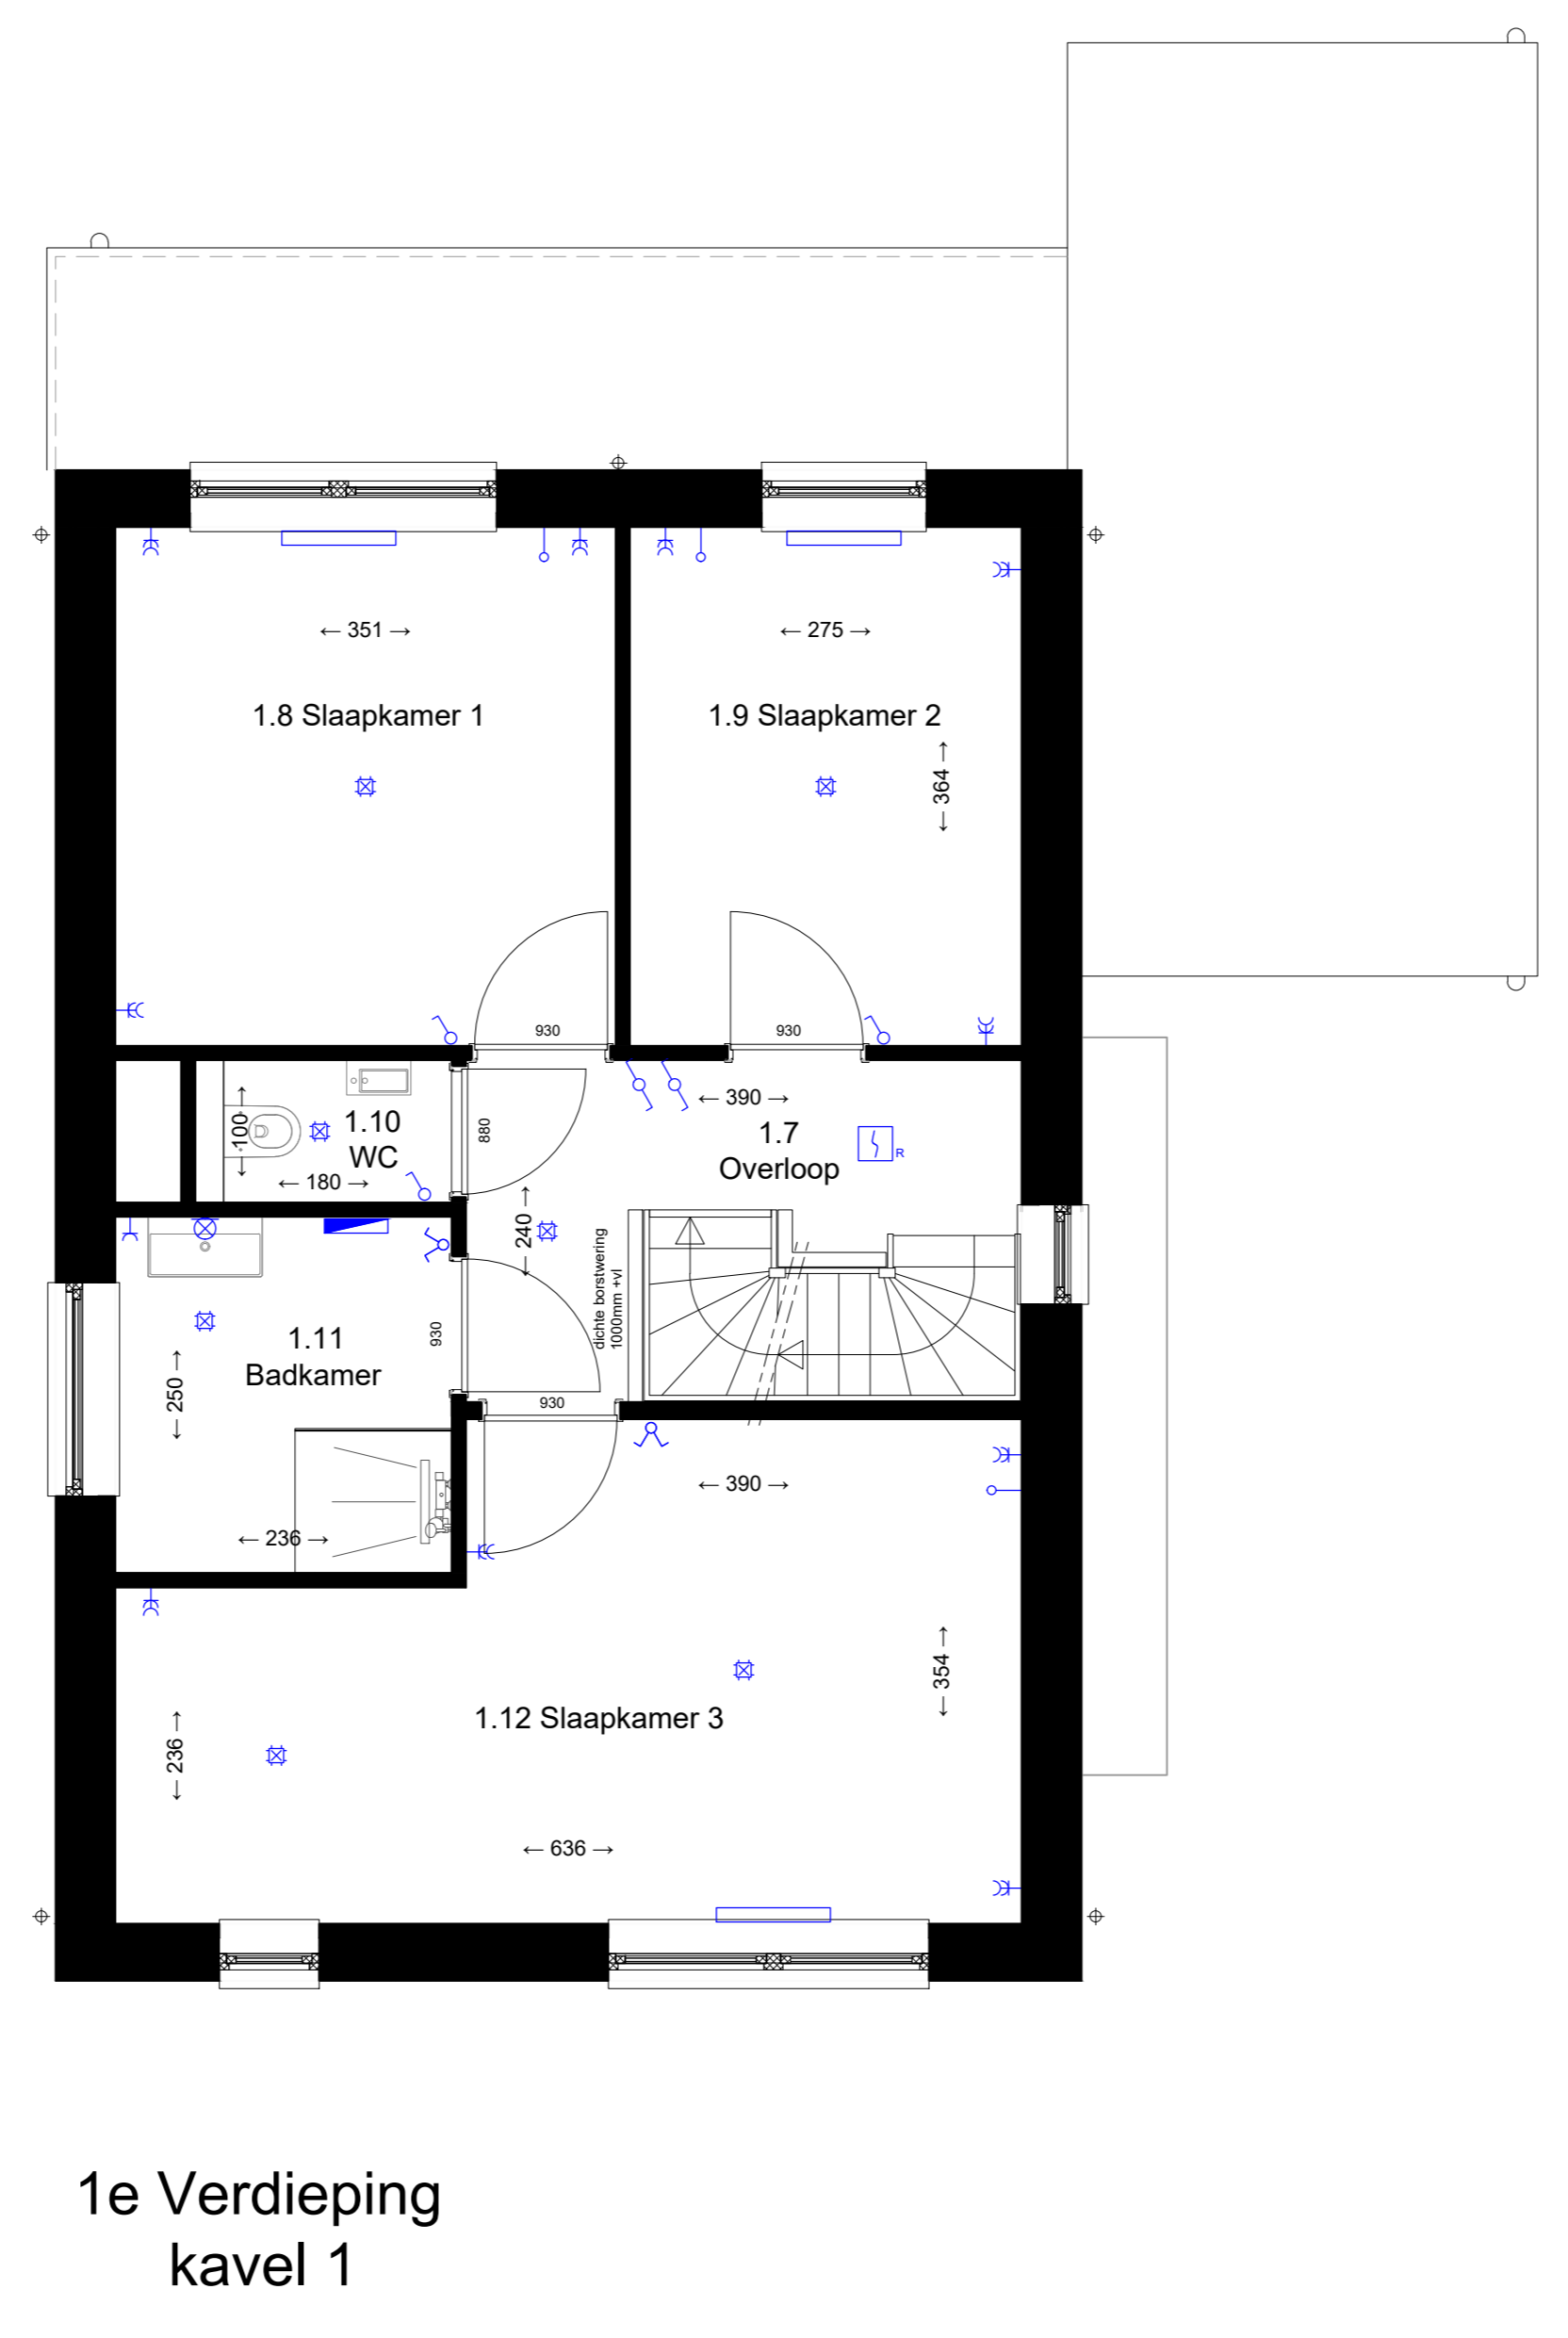 ← 351 →
← 275 →
1.8 Slaapkamer 1
1.9 Slaapkamer 2
← 364 →
930
930
← 390 →
1.7
Overloop
R
← 100 →
1.10
WC
← 180 →
880
← 240 →
dichte borstwering
1000mm +vl
1.11
Badkamer
930
← 250 →
930
← 236 →
← 390 →
← 354 →
1.12 Slaapkamer 3
← 236 →
← 636 →
1e Verdieping
kavel 1